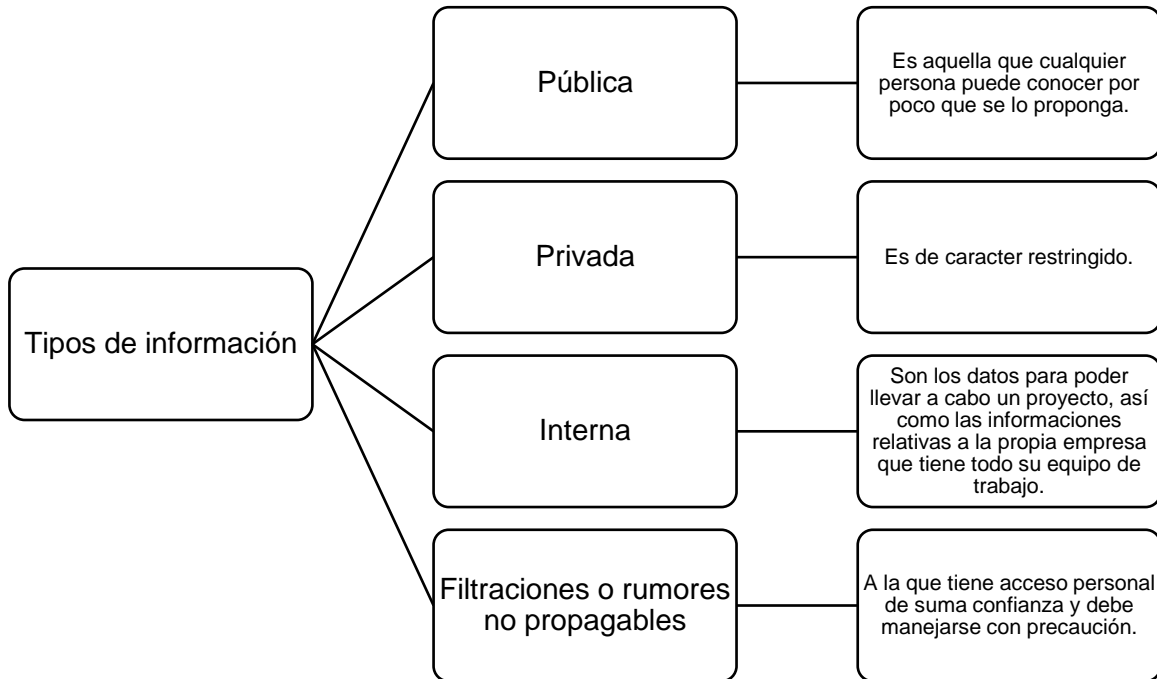 Tipos de información
Pública
Es aquella que cualquier
persona puede conocer por
poco que se lo proponga.
Privada
Es de caracter restringido.
Interna
Son los datos para poder
llevar a cabo un proyecto, así
como las informaciones
relativas a la propia empresa
que tiene todo su equipo de
trabajo.
Filtraciones o rumores
no propagables
A la que tiene acceso personal
de suma confianza y debe
manejarse con precaución.